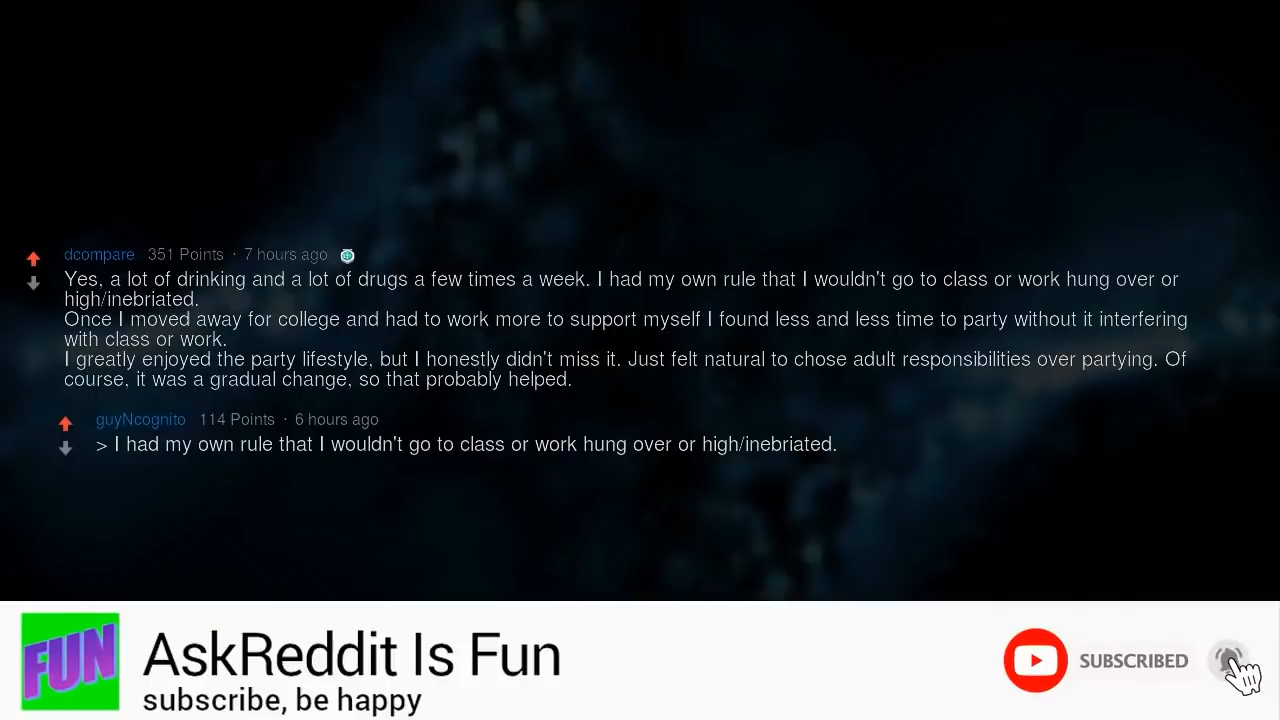 dcompare 351 Points · 7 hours ago
Yes, a lot of drinking and a lot of drugs a few times a week. I had my own rule that I wouldn't go to class or work hung over or
high/inebriated.
Once I moved away for college and had to work more to support myself I found less and less time to party without it interfering
with class or work.
I greatly enjoyed the party lifestyle, but I honestly didn't miss it. Just felt natural to chose adult responsibilities over partying. Of
course, it was a gradual change, so that probably helped.
guyNcognito 114 Points · 6 hours ago
> I had my own rule that I wouldn't go to class or work hung over or high/inebriated.
FUN
AskReddit Is Fun
subscribe, be happy
SUBSCRIBED